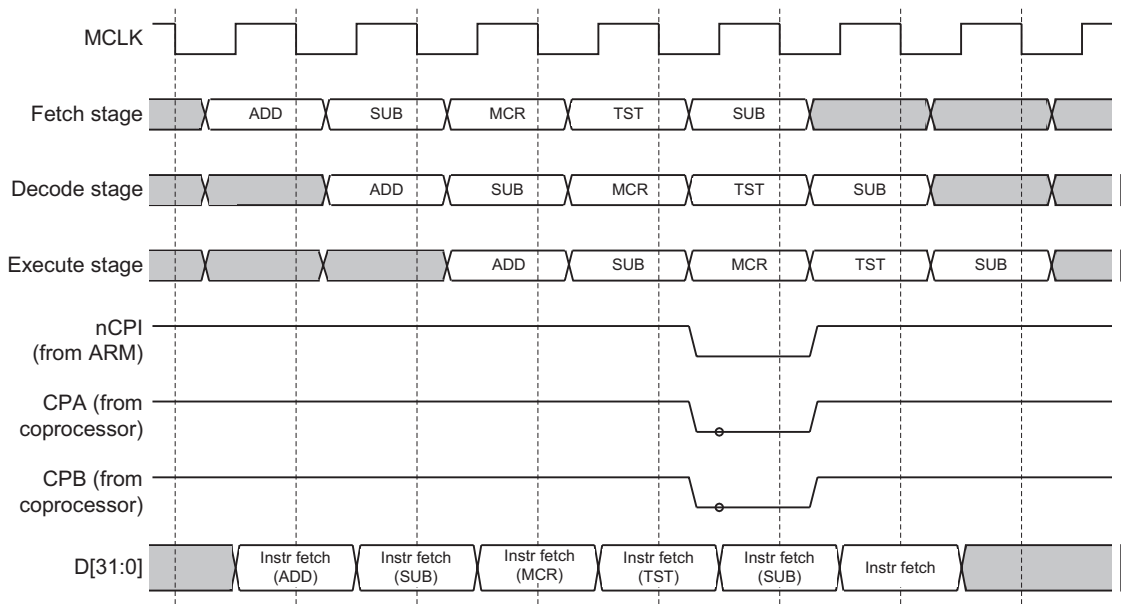 MCLK
Fetch stage ADD SUB MCR TST SUB
Decode stage ADD SUB MCR TST SUB
Execute stage ADD SUB MCR TST SUB
nCPI
(from ARM)
CPA (from
coprocessor)
CPB (from
coprocessor)
D[31:0]
Instr fetch
(ADD)
Instr fetch
(SUB)
Instr fetch
(MCR)
Instr fetch
(TST)
Instr fetch
(SUB)
Instr fetch